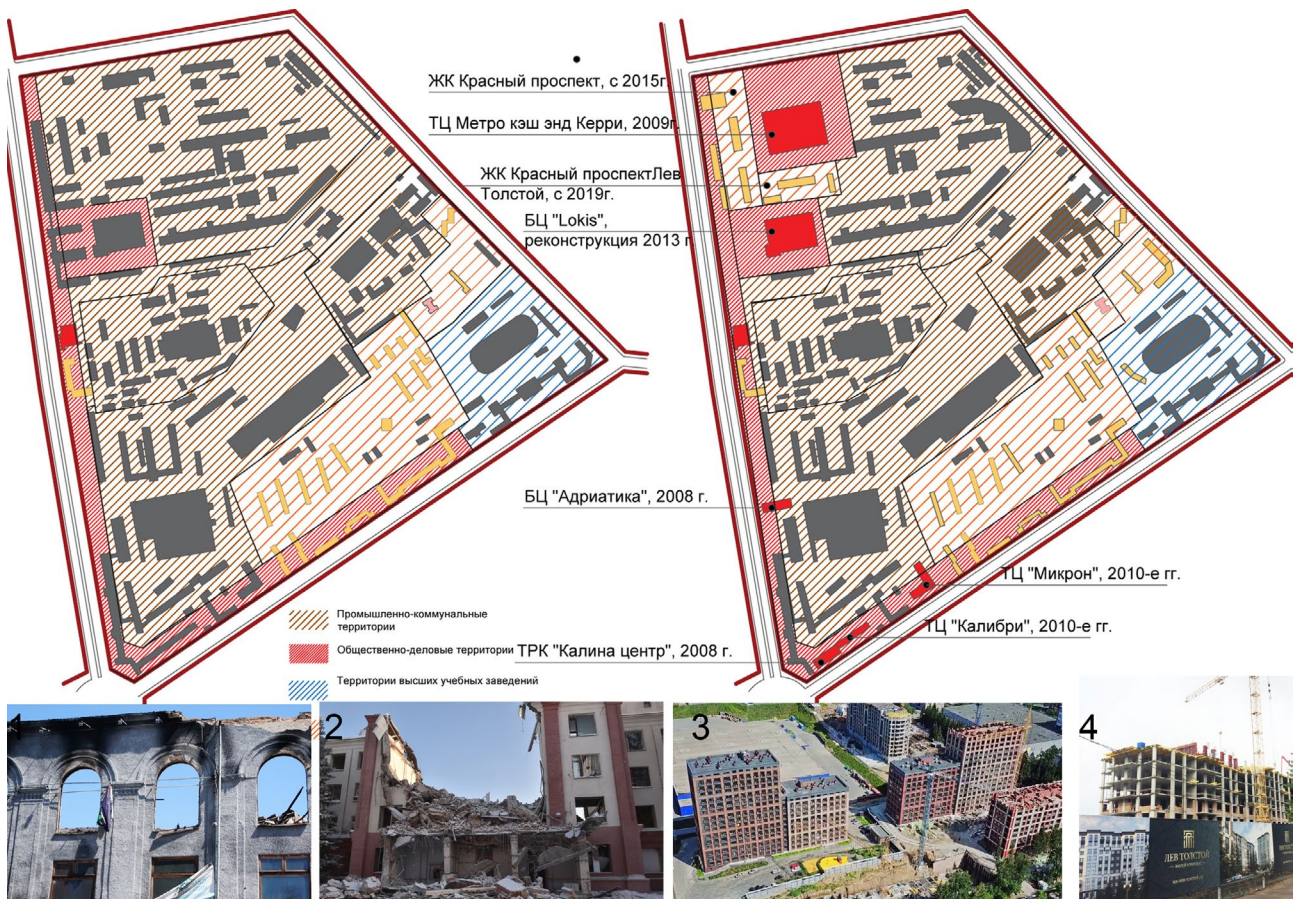 ЖК Красный проспект, с 2015г.
ТЦ Метро кэш энд Керри, 2009г.
ЖК Красный проспектЛев
Толстой, с 2019г.
БЦ "Lokis",
реконструкция 2013 г.
БЦ "Адриатика", 2008 г.
ТЦ "Микрон", 2010-е гг.
ТЦ "Калибри", 2010-е гг.
Промышленно-коммунальные
территории
Общественно-деловые территории
ТРК "Калина центр", 2008 г.
Территории высших учебных заведений
1
2
3
4
ЛЕВ ТОЛСТОЙ